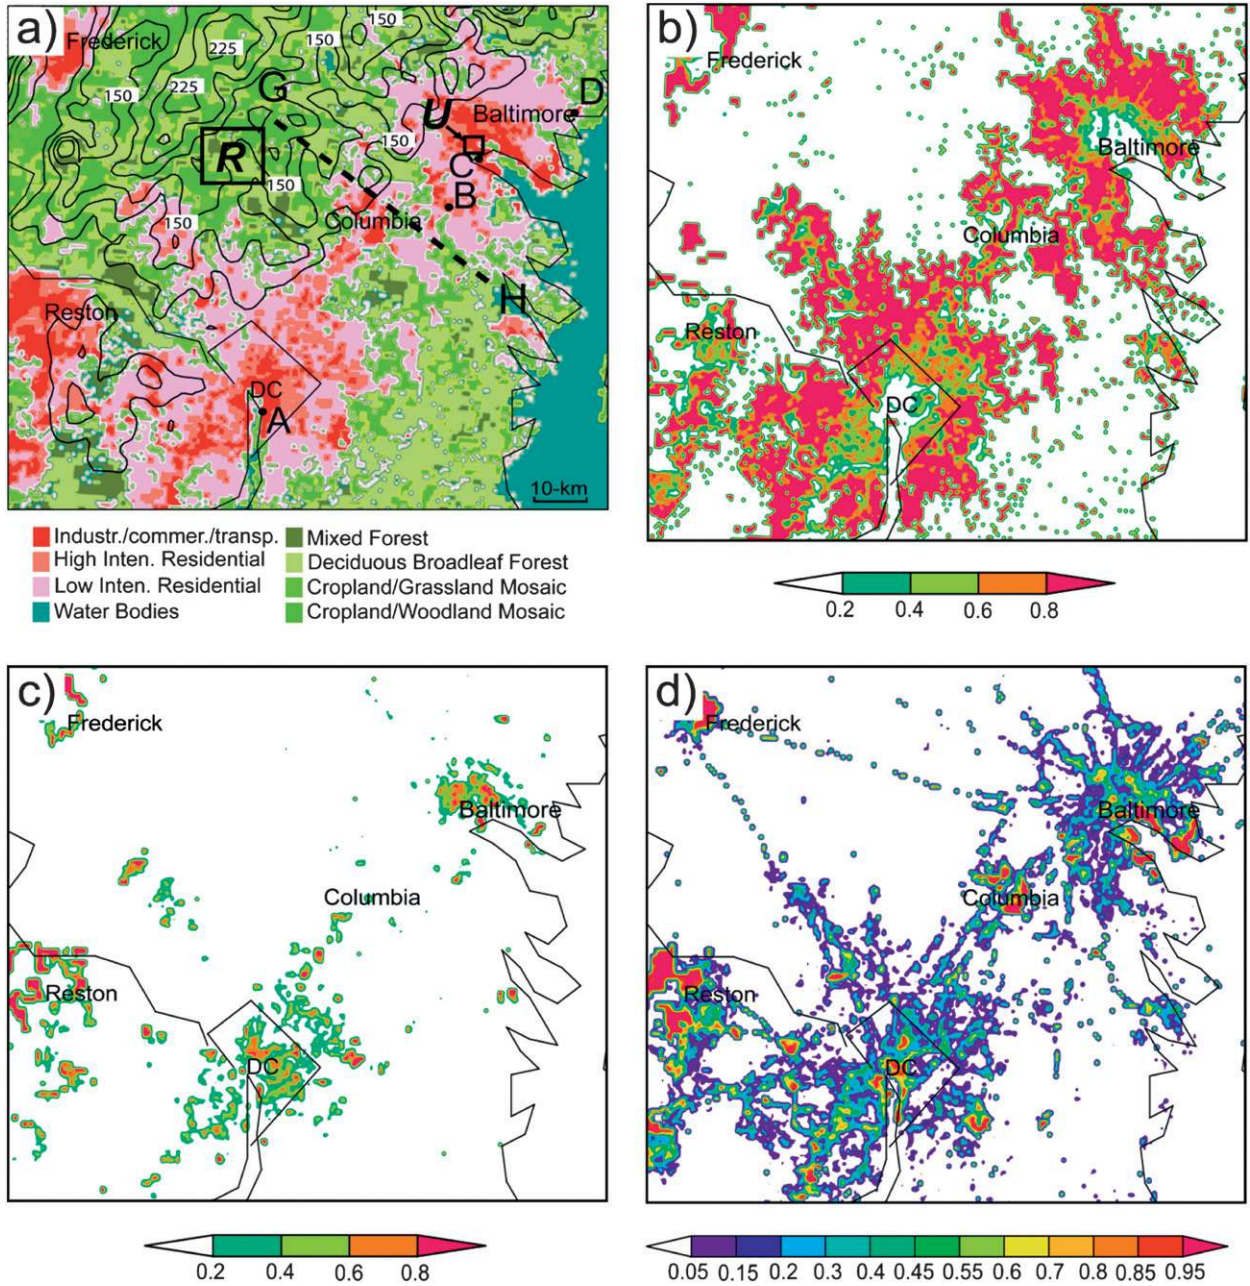 a)
Frederick
150
225
150
150
225
150
G
D
U
Baltimore
R
150
C
150
B
150
Columbia
H
Reston
DC
A
10-km
Industr./commer./transp.
High Inten. Residential
Low Inten. Residential
Water Bodies
Mixed Forest
Deciduous Broadleaf Forest
Cropland/Grassland Mosaic
Cropland/Woodland Mosaic
b)
Frederick
Baltimore
Columbia
Reston
DC
0.2 0.4 0.6 0.8
c)
Frederick
Baltimore
Columbia
Reston
DC
0.2 0.4 0.6 0.8
d)
Frederick
Baltimore
Columbia
Reston
DC
0.05 0.15 0.2 0.3 0.4 0.45 0.55 0.6 0.7 0.8 0.85 0.95